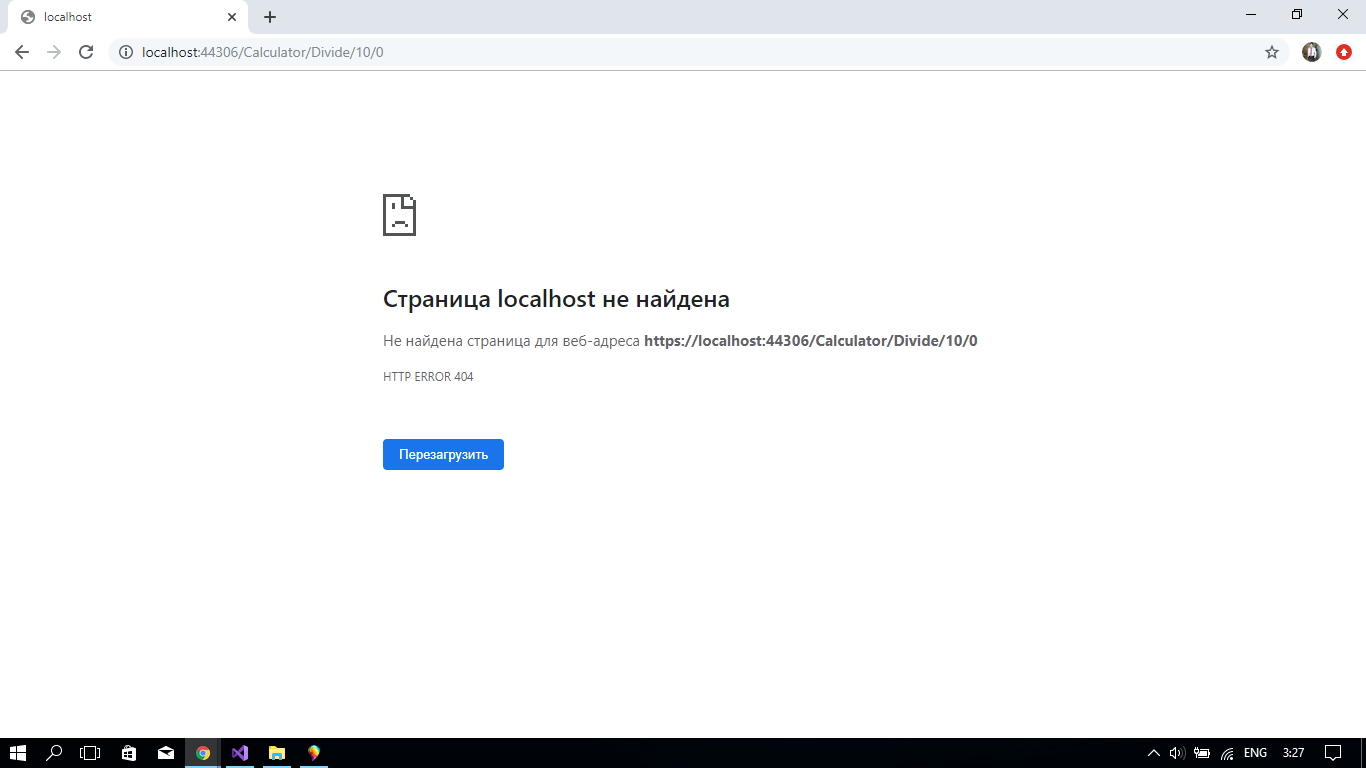 localhost
localhost:44306/Calculator/Divide/10/0
Страница localhost не найдена
Не найдена страница для веб-адреса https://localhost:44306/Calculator/Divide/10/0
HTTP ERROR 404
Перезагрузить
ENG
3:27